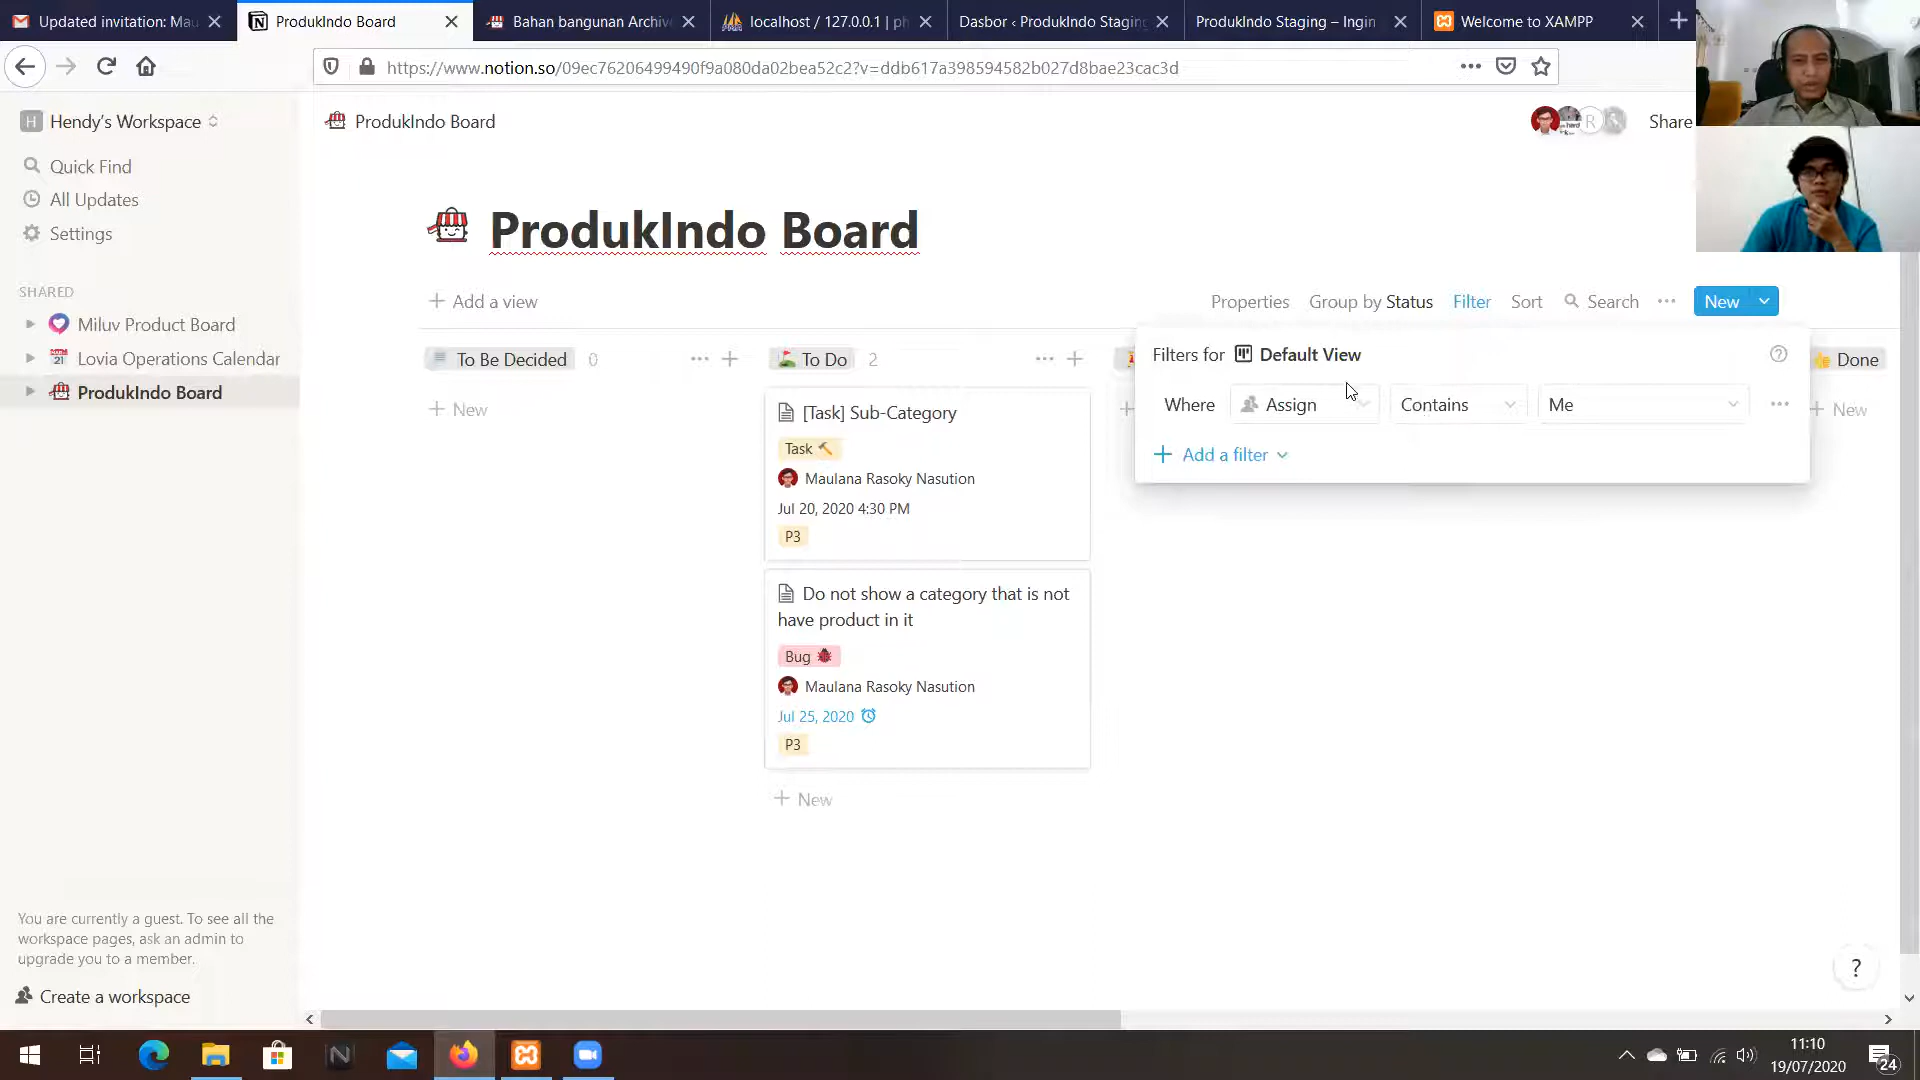 Updated invitation: Mau
ProdukIndo Board
Bahan bangunan Archiv
localhost / 127.0.0.1 | ph
Dasbor ‹ ProdukIndo Staging
ProdukIndo Staging – Ingin
Welcome to XAMPP
https://www.notion.so/09ec76206499490f9a080da02bea52c2?v=ddb617a398594582b027d8bae23cac3d
H Hendy's Workspace
ProdukIndo Board
R
Share
Quick Find
All Updates
Settings
SHARED
Miluv Product Board
Lovia Operations Calendar
ProdukIndo Board
ProdukIndo Board
Add a view
Properties
Group by Status
Filter
Sort
Search
New
To Be Decided 0
New
To Do 2
[Task] Sub-Category
Task
Maulana Rasoky Nasution
Jul 20, 2020 4:30 PM
P3
Do not show a category that is not
have product in it
Bug
Maulana Rasoky Nasution
Jul 25, 2020
P3
New
Filters for Default View
Where Assign Contains Me
Add a filter
Done
New
You are currently a guest. To see all the
workspace pages, ask an admin to
upgrade you to a member.
Create a workspace
?
11:10
19/07/2020
24